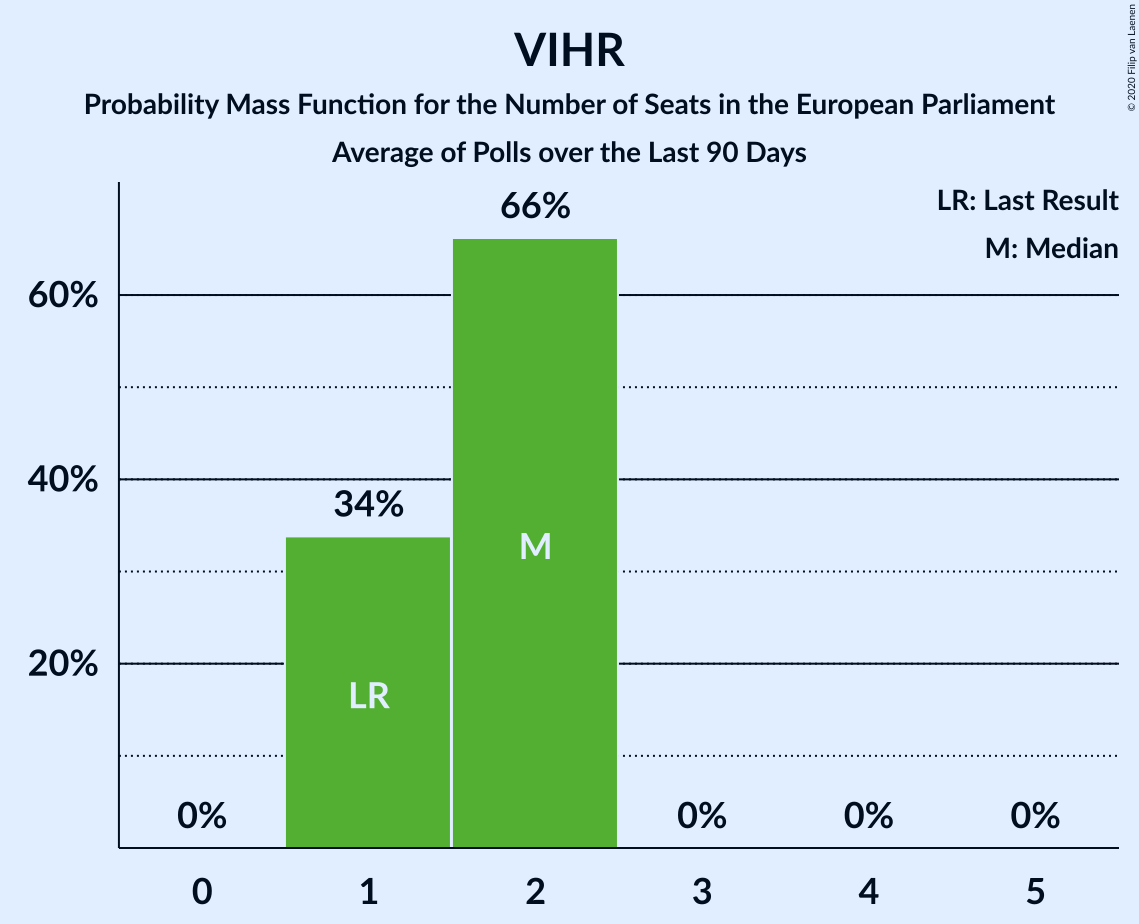 VIHR
Probability Mass Function for the Number of Seats in the European Parliament
Average of Polls over the Last 90 Days
© 2020 Filip van Laenen
LR: Last Result
M: Median
66%
60%
40%
34%
M
20%
LR
0%
0%
0%
0%
0
1
2
3
4
5